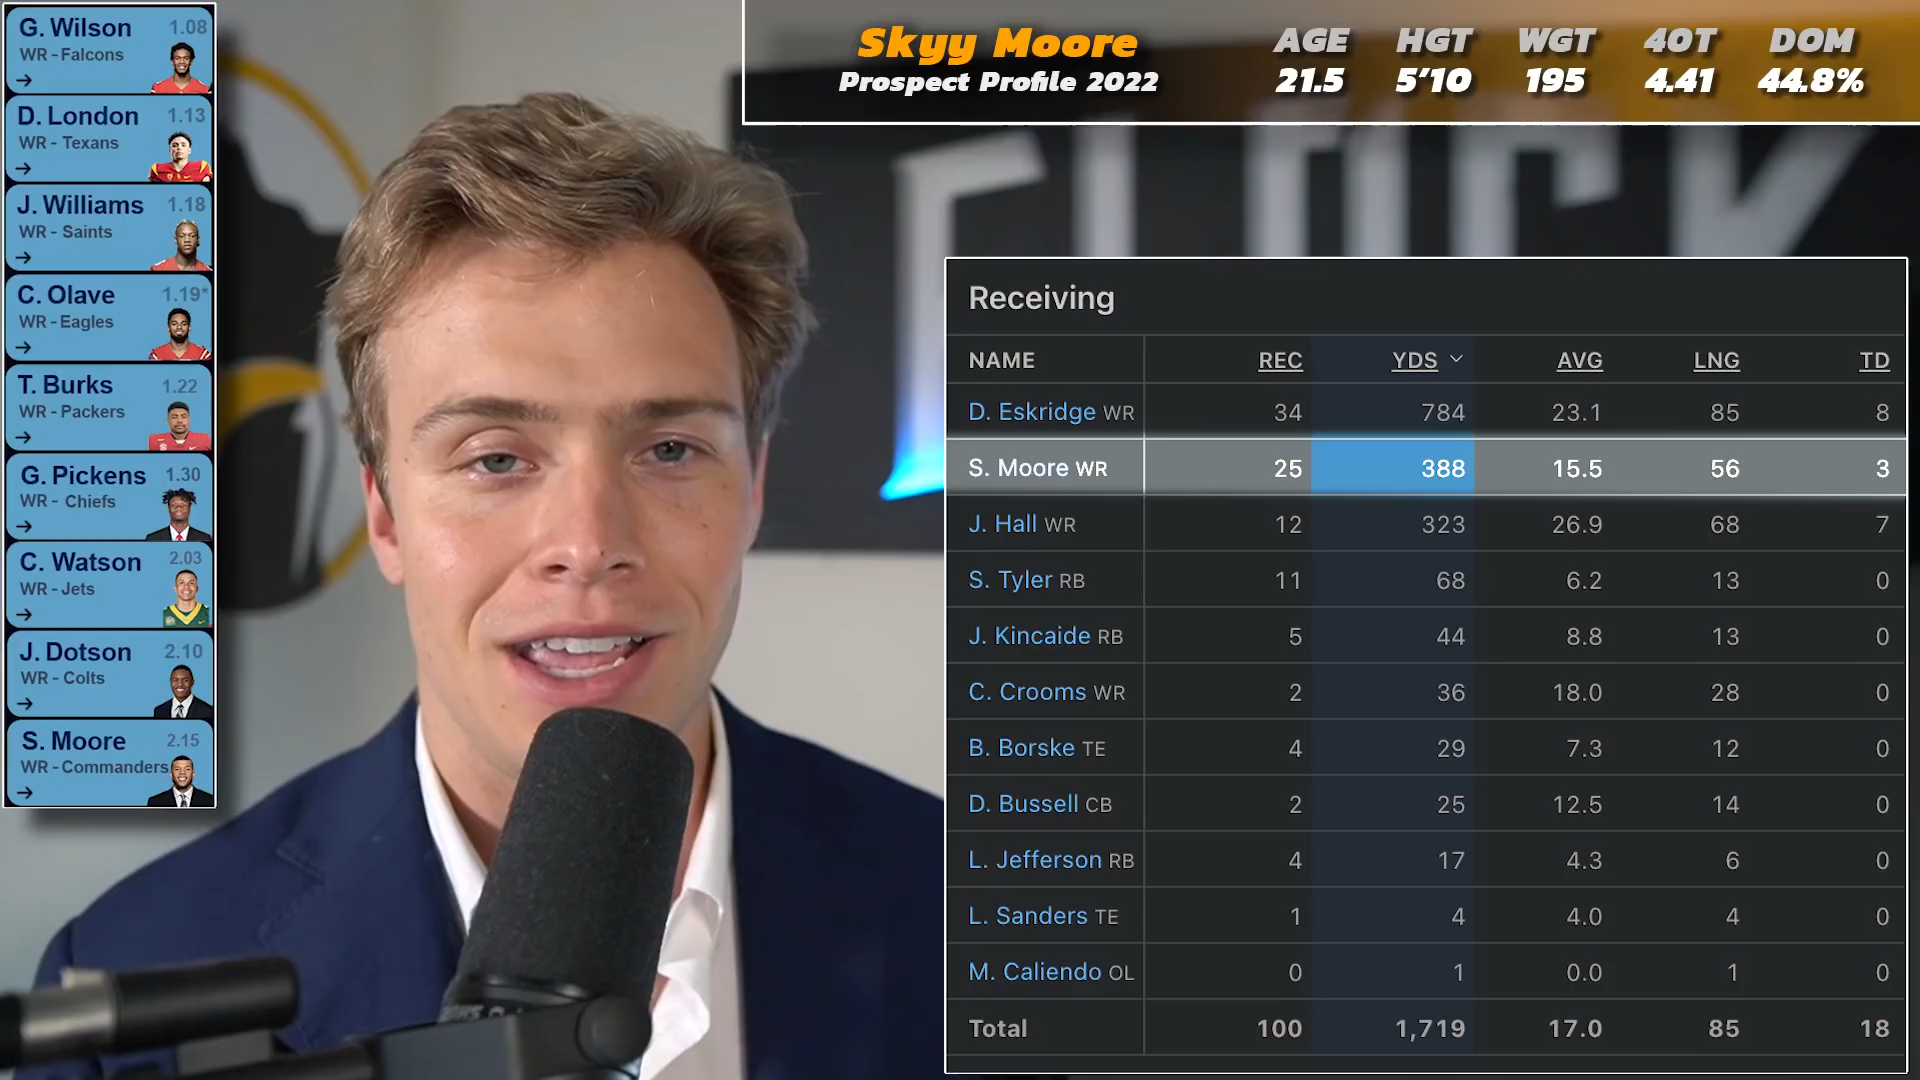 G. Wilson 1.08
WR - Falcons
D. London 1.13
WR - Texans
J. Williams 1.18
WR - Saints
C. Olave 1.19*
WR - Eagles
T. Burks 1.22
WR - Packers
G. Pickens 1.30
WR - Chiefs
C. Watson 2.03
WR - Jets
J. Dotson 2.10
WR - Colts
S. Moore 2.15
WR - Commanders
Skyy Moore
Prospect Profile 2022
AGE HGT WGT 40T DOM
21.5 5'10 195 4.41 44.8%
Receiving
NAME REC YDS AVG LNG TD
D. Eskridge WR 34 784 23.1 85 8
S. Moore WR 25 388 15.5 56 3
J. Hall WR 12 323 26.9 68 7
S. Tyler RB 11 68 6.2 13 0
J. Kincaide RB 5 44 8.8 13 0
C. Crooms WR 2 36 18.0 28 0
B. Borske TE 4 29 7.3 12 0
D. Bussell CB 2 25 12.5 14 0
L. Jefferson RB 4 17 4.3 6 0
L. Sanders TE 1 4 4.0 4 0
M. Caliendo OL 0 1 0.0 1 0
Total 100 1,719 17.0 85 18